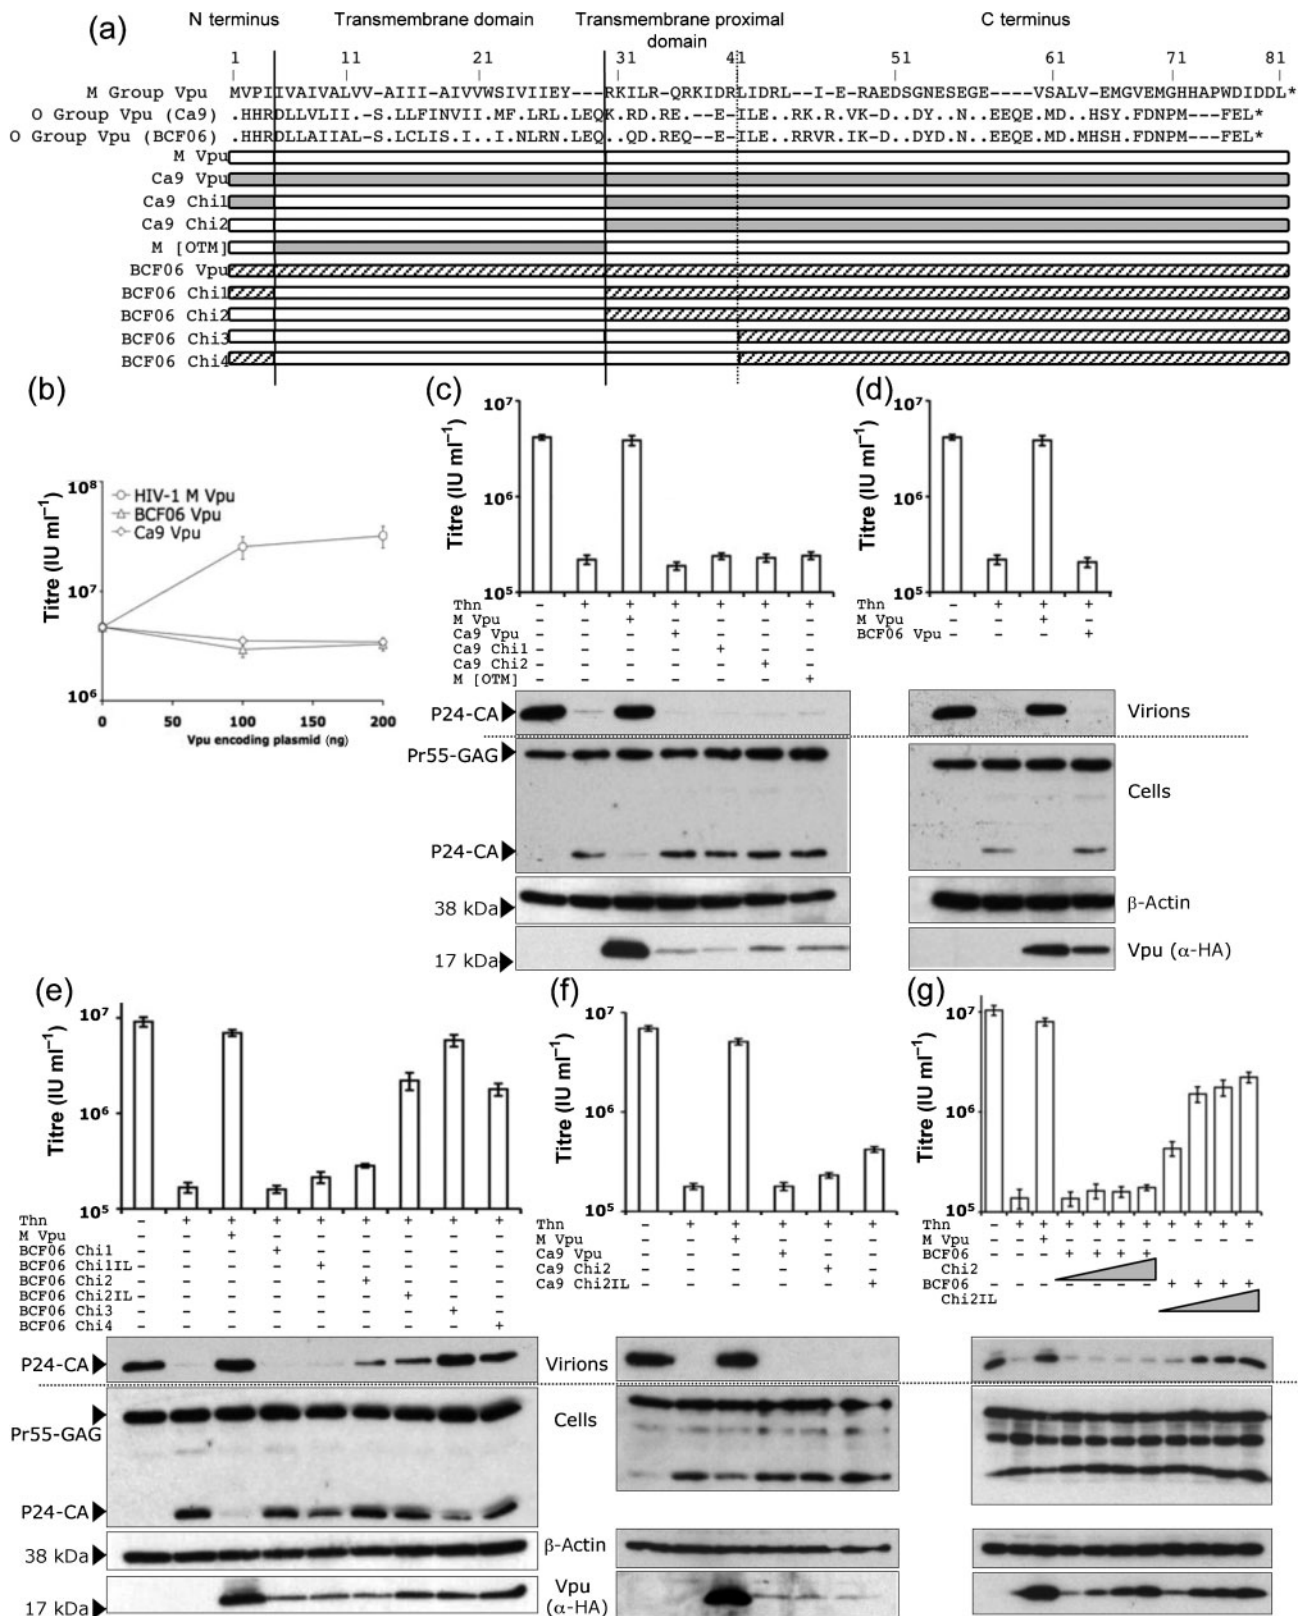 (a)
N terminus Transmembrane domain Transmembrane proximal domain C terminus
1 11 21 31 41 51 61 71 81
M Group Vpu MVPIIVAIVALVV-AIII-AIVVWSIVIIEY---RKILR-QRKIDRLIDRL--I-E-RAEDSGNESEGE----VSALV-EMGVEMGHHAPWDIDDL*
O Group Vpu (Ca9) .HHRDLLVLII.-S.LLFINVII.MF.LRL.LEQK.RD.RE.--E-ILE..RK.R.VK-D..DY..N..EEQE.MD..HSY.FDNPM---FEL*
O Group Vpu (BCF06) .HHRDLLAIIAL-S.LCLIS.I..I.NLRN.LEQ..QD.REQ--E-ILE..RRVR.IK-D..DYD.N..EEQE.MD.MHSH.FDNPM---FEL*
M Vpu
Ca9 Vpu
Ca9 Chi1
Ca9 Chi2
M [OTM]
BCF06 Vpu
BCF06 Chi1
BCF06 Chi2
BCF06 Chi3
BCF06 Chi4
(b)
Titre (IU ml⁻¹)
10⁸
10⁷
10⁶
HIV-1 M Vpu
BCF06 Vpu
Ca9 Vpu
0 50 100 150 200
Vpu encoding plasmid (ng)
(c)
Titre (IU ml⁻¹)
10⁷
10⁶
10⁵
Thn – + + + + + +
M Vpu – – + – – – –
Ca9 Vpu – – – + – – –
Ca9 Chi1 – – – – + – –
Ca9 Chi2 – – – – – + –
M [OTM] – – – – – – +
P24-CA
Pr55-GAG
P24-CA
38 kDa
17 kDa
(d)
Titre (IU ml⁻¹)
10⁷
10⁶
10⁵
Thn – + + +
M Vpu – – + –
BCF06 Vpu – – – +
Virions
Cells
β-Actin
Vpu (α-HA)
(e)
Titre (IU ml⁻¹)
10⁷
10⁶
10⁵
Thn – + + + + + + + +
M Vpu – – + – – – – – –
BCF06 Chi1 – – – + – – – – –
BCF06 Chi1IL – – – – + – – – –
BCF06 Chi2 – – – – – + – – –
BCF06 Chi2IL – – – – – – + – –
BCF06 Chi3 – – – – – – – + –
BCF06 Chi4 – – – – – – – – +
P24-CA
Pr55-GAG
P24-CA
38 kDa
17 kDa
Virions
Cells
β-Actin
Vpu
(α-HA)
(f)
Titre (IU ml⁻¹)
10⁷
10⁶
10⁵
Thn – + + + + +
M Vpu – – + – – –
Ca9 Vpu – – – + – –
Ca9 Chi2 – – – – + –
Ca9 Chi2IL – – – – – +
(g)
Titre (IU ml⁻¹)
10⁷
10⁶
10⁵
Thn – + + + + + + + + + +
M Vpu – – + – – – – – – – –
BCF06 – – – + + + + – – – –
Chi2
BCF06 – – – – – – – + + + +
Chi2IL